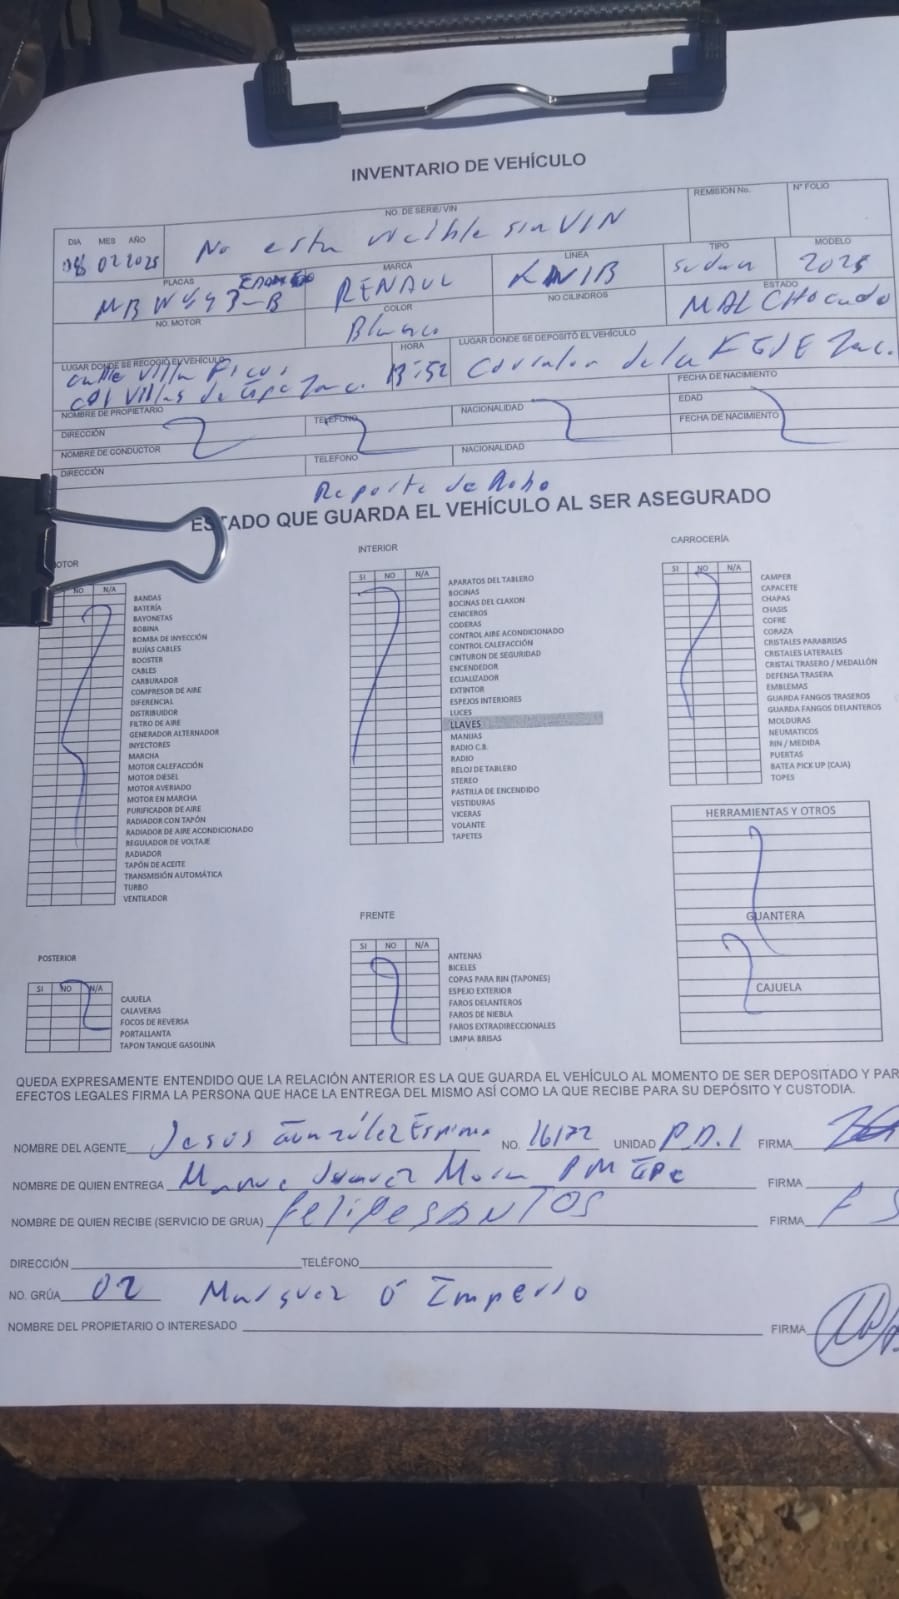 INVENTARIO DE VEHÍCULO
NO. DE SERIE/VIN
REMISION No.
N° FOLIO
DIA MES AÑO
08 02 2025
No esta visible sin VIN
PLACAS
MARCA
LINEA
TIPO
MODELO
RENAUL
2025
NO. MOTOR
COLOR
NO CILINDROS
ESTADO
Blanco
MAL CHocado
LUGAR DONDE SE RECOGIÓ EL VEHÍCULO
HORA
LUGAR DONDE SE DEPOSITÓ EL VEHÍCULO
calle Villa
col Villas de Gpe Zac.
13:52
Corralon de la FGJE Zac.
NOMBRE DE PROPIETARIO
FECHA DE NACIMIENTO
DIRECCIÓN
TELEFONO
NACIONALIDAD
EDAD
NOMBRE DE CONDUCTOR
FECHA DE NACIMIENTO
DIRECCIÓN
TELEFONO
NACIONALIDAD
Reporte de Robo
ESTADO QUE GUARDA EL VEHÍCULO AL SER ASEGURADO
OTOR
NO N/A
BANDAS
BATERÍA
BAYONETAS
BOBINA
BOMBA DE INYECCIÓN
BUJÍAS CABLES
BOOSTER
CABLES
CARBURADOR
COMPRESOR DE AIRE
DIFERENCIAL
DISTRIBUIDOR
FILTRO DE AIRE
GENERADOR ALTERNADOR
INYECTORES
MARCHA
MOTOR CALEFACCIÓN
MOTOR DIESEL
MOTOR AVERIADO
MOTOR EN MARCHA
PURIFICADOR DE AIRE
RADIADOR CON TAPÓN
RADIADOR DE AIRE ACONDICIONADO
REGULADOR DE VOLTAJE
RADIADOR
TAPÓN DE ACEITE
TRANSMISIÓN AUTOMÁTICA
TURBO
VENTILADOR
INTERIOR
SI NO N/A
APARATOS DEL TABLERO
BOCINAS
BOCINAS DEL CLAXON
CENICEROS
CODERAS
CONTROL AIRE ACONDICIONADO
CONTROL CALEFACCIÓN
CINTURON DE SEGURIDAD
ENCENDEDOR
ECUALIZADOR
EXTINTOR
ESPEJOS INTERIORES
LUCES
LLAVES
MANIJAS
RADIO C.B.
RADIO
RELOJ DE TABLERO
STEREO
PASTILLA DE ENCENDIDO
VESTIDURAS
VICERAS
VOLANTE
TAPETES
CARROCERÍA
SI NO N/A
CAMPER
CAPACETE
CHAPAS
CHASIS
COFRE
CORAZA
CRISTALES PARABRISAS
CRISTALES LATERALES
CRISTAL TRASERO / MEDALLÓN
DEFENSA TRASERA
EMBLEMAS
GUARDA FANGOS TRASEROS
GUARDA FANGOS DELANTEROS
MOLDURAS
NEUMATICOS
RIN / MEDIDA
PUERTAS
BATEA PICK UP (CAJA)
TOPES
HERRAMIENTAS Y OTROS
GUANTERA
CAJUELA
POSTERIOR
SI NO N/A
CAJUELA
CALAVERAS
FOCOS DE REVERSA
PORTALLANTA
TAPON TANQUE GASOLINA
FRENTE
SI NO N/A
ANTENAS
BICELES
COPAS PARA RIN (TAPONES)
ESPEJO EXTERIOR
FAROS DELANTEROS
FAROS DE NIEBLA
FAROS EXTRADIRECCIONALES
LIMPIA BRISAS
QUEDA EXPRESAMENTE ENTENDIDO QUE LA RELACIÓN ANTERIOR ES LA QUE GUARDA EL VEHÍCULO AL MOMENTO DE SER DEPOSITADO Y PAR
EFECTOS LEGALES FIRMA LA PERSONA QUE HACE LA ENTREGA DEL MISMO ASÍ COMO LA QUE RECIBE PARA SU DEPÓSITO Y CUSTODIA.
NOMBRE DEL AGENTE Jesus González NO. UNIDAD P.D.I FIRMA
NOMBRE DE QUIEN ENTREGA PM GPe FIRMA
NOMBRE DE QUIEN RECIBE (SERVICIO DE GRUA) felipe santos FIRMA F S
DIRECCIÓN TELÉFONO
NO. GRÚA 02 O Imperio
NOMBRE DEL PROPIETARIO O INTERESADO FIRMA